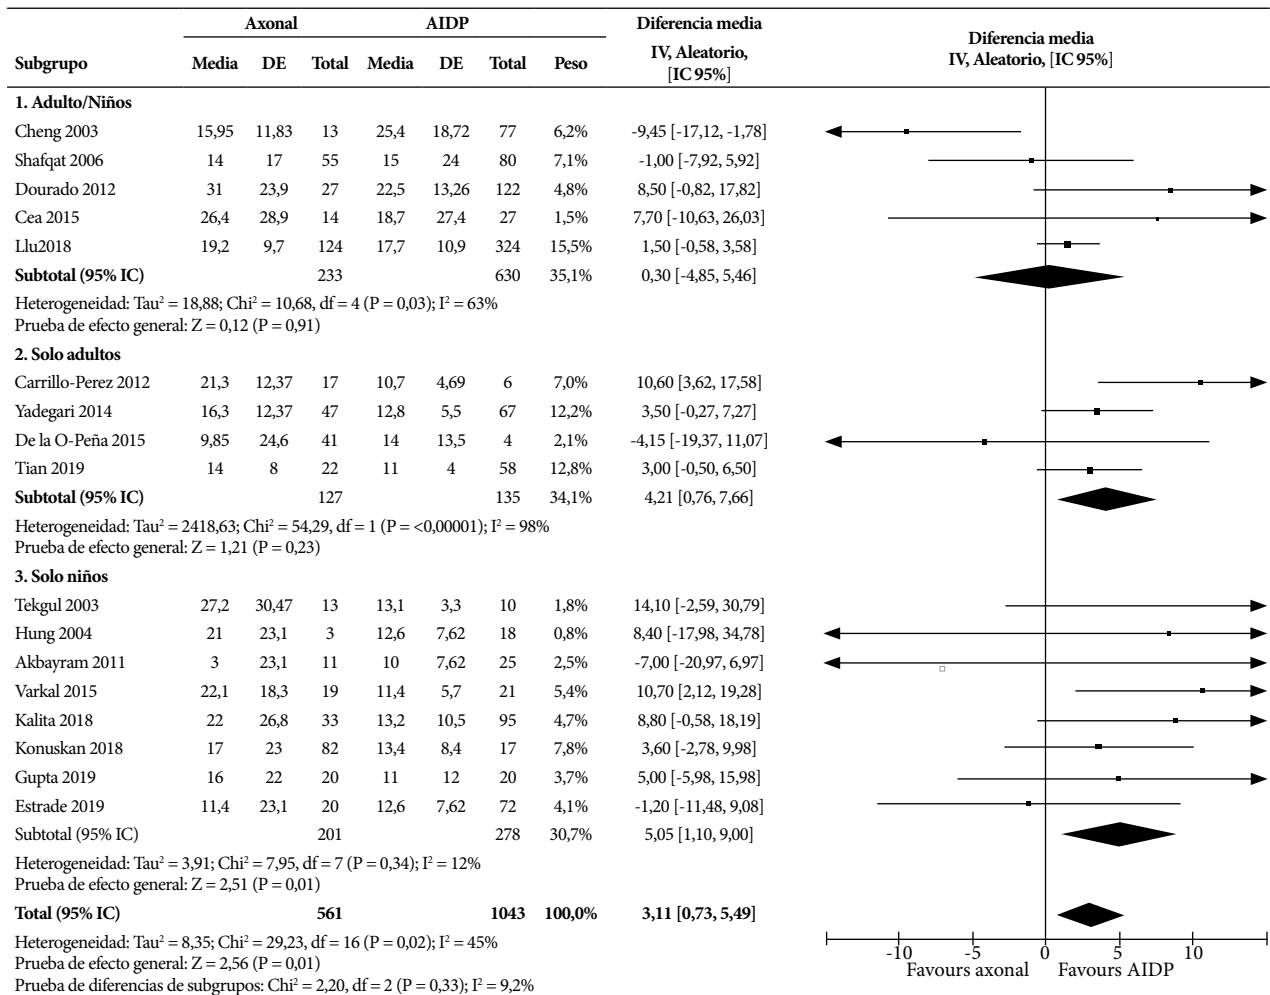 Axonal AIDP Diferencia media Diferencia media
Subgrupo Media DE Total Media DE Total Peso IV, Aleatorio, [IC 95%] IV, Aleatorio, [IC 95%]
1. Adulto/Niños
Cheng 2003 15,95 11,83 13 25,4 18,72 77 6,2% -9,45 [-17,12, -1,78]
Shafqat 2006 14 17 55 15 24 80 7,1% -1,00 [-7,92, 5,92]
Dourado 2012 31 23,9 27 22,5 13,26 122 4,8% 8,50 [-0,82, 17,82]
Cea 2015 26,4 28,9 14 18,7 27,4 27 1,5% 7,70 [-10,63, 26,03]
Llu2018 19,2 9,7 124 17,7 10,9 324 15,5% 1,50 [-0,58, 3,58]
Subtotal (95% IC) 233 630 35,1% 0,30 [-4,85, 5,46]
Heterogeneidad: Tau² = 18,88; Chi² = 10,68, df = 4 (P = 0,03); I² = 63%
Prueba de efecto general: Z = 0,12 (P = 0,91)
2. Solo adultos
Carrillo-Perez 2012 21,3 12,37 17 10,7 4,69 6 7,0% 10,60 [3,62, 17,58]
Yadegari 2014 16,3 12,37 47 12,8 5,5 67 12,2% 3,50 [-0,27, 7,27]
De la O-Peña 2015 9,85 24,6 41 14 13,5 4 2,1% -4,15 [-19,37, 11,07]
Tian 2019 14 8 22 11 4 58 12,8% 3,00 [-0,50, 6,50]
Subtotal (95% IC) 127 135 34,1% 4,21 [0,76, 7,66]
Heterogeneidad: Tau² = 2418,63; Chi² = 54,29, df = 1 (P = <0,00001); I² = 98%
Prueba de efecto general: Z = 1,21 (P = 0,23)
3. Solo niños
Tekgul 2003 27,2 30,47 13 13,1 3,3 10 1,8% 14,10 [-2,59, 30,79]
Hung 2004 21 23,1 3 12,6 7,62 18 0,8% 8,40 [-17,98, 34,78]
Akbayram 2011 3 23,1 11 10 7,62 25 2,5% -7,00 [-20,97, 6,97]
Varkal 2015 22,1 18,3 19 11,4 5,7 21 5,4% 10,70 [2,12, 19,28]
Kalita 2018 22 26,8 33 13,2 10,5 95 4,7% 8,80 [-0,58, 18,19]
Konuskan 2018 17 23 82 13,4 8,4 17 7,8% 3,60 [-2,78, 9,98]
Gupta 2019 16 22 20 11 12 20 3,7% 5,00 [-5,98, 15,98]
Estrade 2019 11,4 23,1 20 12,6 7,62 72 4,1% -1,20 [-11,48, 9,08]
Subtotal (95% IC) 201 278 30,7% 5,05 [1,10, 9,00]
Heterogeneidad: Tau² = 3,91; Chi² = 7,95, df = 7 (P = 0,34); I² = 12%
Prueba de efecto general: Z = 2,51 (P = 0,01)
Total (95% IC) 561 1043 100,0% 3,11 [0,73, 5,49]
Heterogeneidad: Tau² = 8,35; Chi² = 29,23, df = 16 (P = 0,02); I² = 45%
Prueba de efecto general: Z = 2,56 (P = 0,01)
Prueba de diferencias de subgrupos: Chi² = 2,20, df = 2 (P = 0,33); I² = 9,2%
-10 -5 0 5 10
Favours axonal Favours AIDP